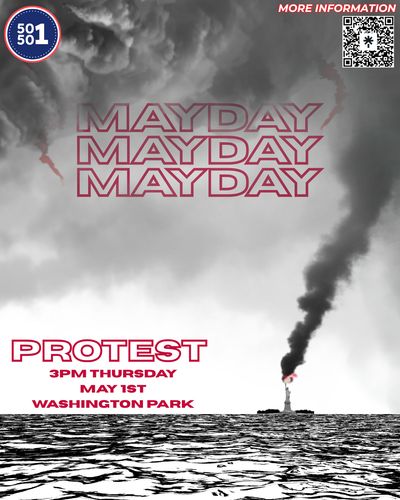 50
50
1
MORE INFORMATION
MAYDAY
MAYDAY
MAYDAY
PROTEST
3PM THURSDAY
MAY 1ST
WASHINGTON PARK